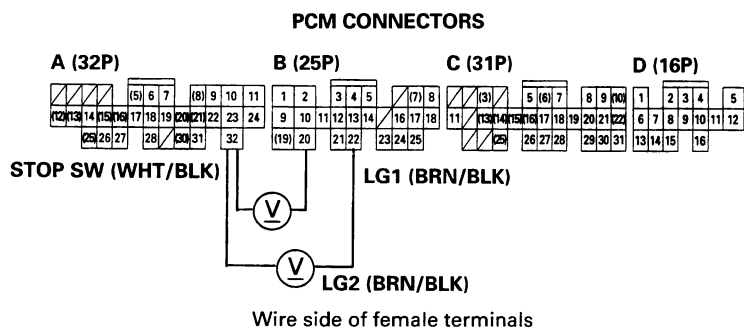 PCM CONNECTORS
A (32P) B (25P) C (31P) D (16P)
(5) 6 7 (8) 9 10 11 1 2 3 4 5 (7) 8 (3) 5 (6) 7 8 9 (10) 1 2 3 4 5
(12) (13) 14 (15) (16) 17 18 19 (20) (21) 22 23 24 9 10 11 12 13 14 16 17 18 11 (13) (14) (15) (16) 17 18 19 20 21 (22) 6 7 8 9 10 11 12
(25) 26 27 28 (30) 31 32 (19) 20 21 22 23 24 25 (25) 26 27 28 29 30 31 13 14 15 16
STOP SW (WHT/BLK) LG1 (BRN/BLK)
V
V
LG2 (BRN/BLK)
Wire side of female terminals